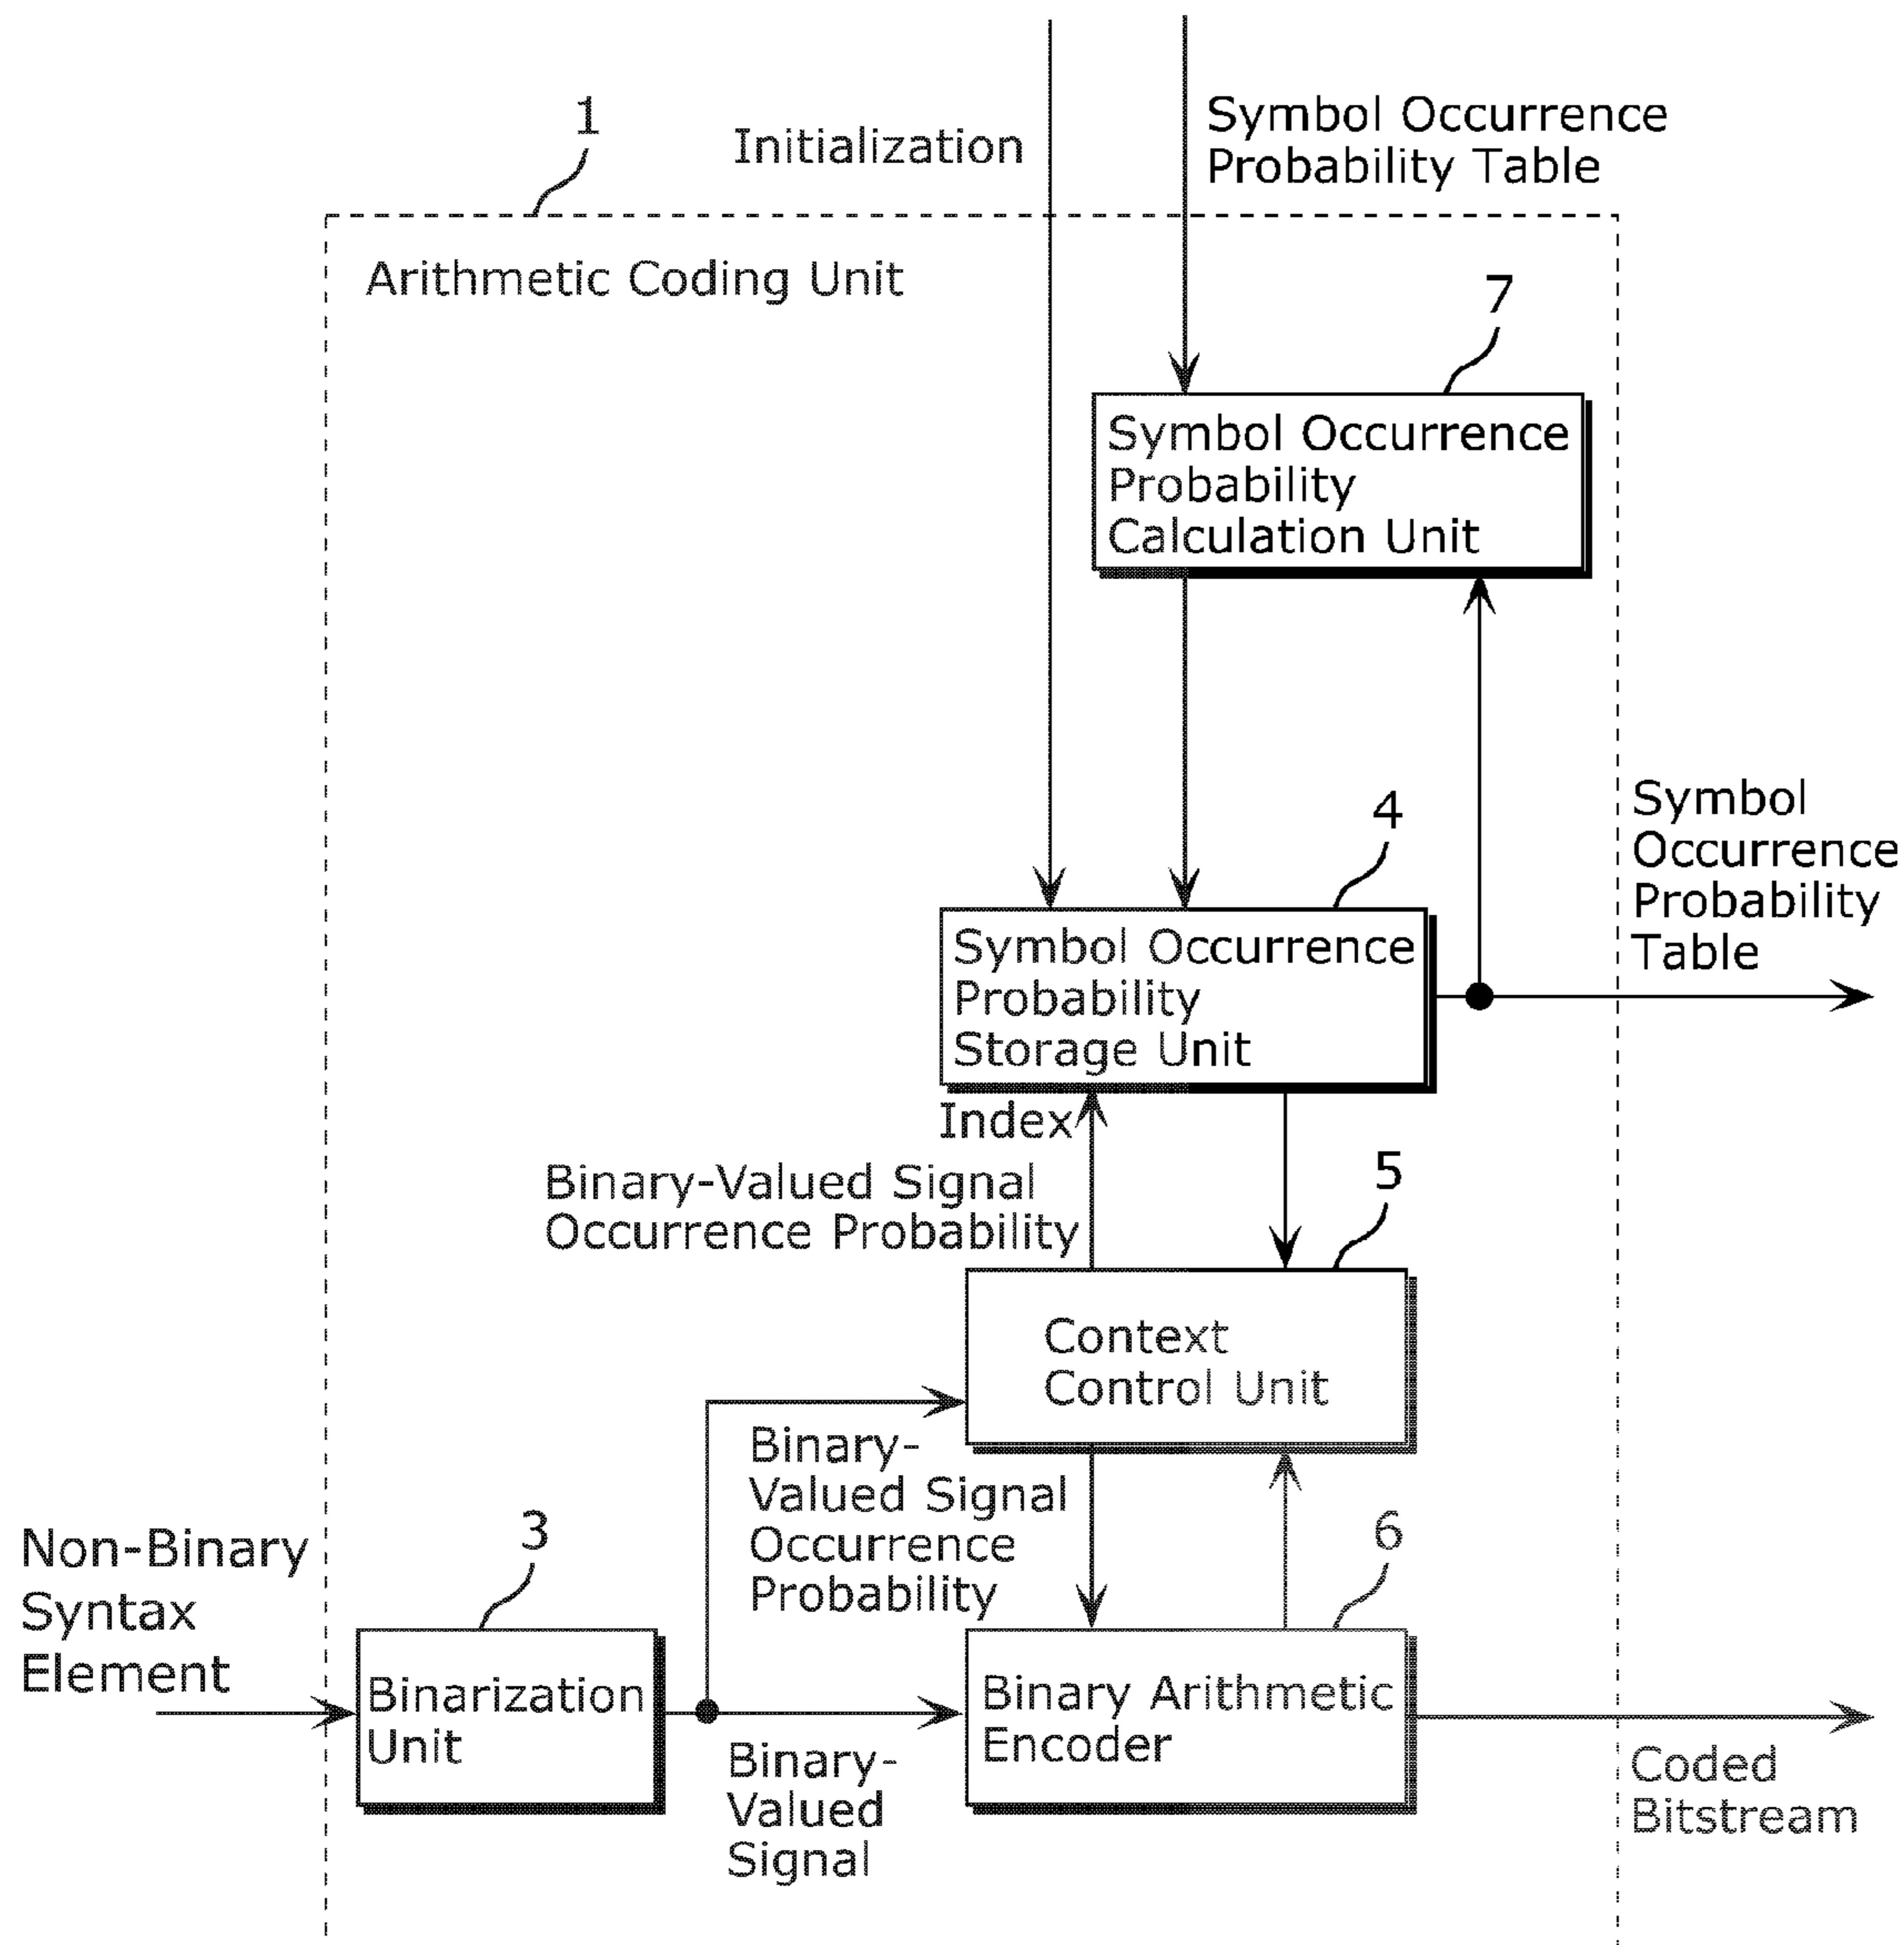 1
Initialization
Symbol Occurrence
Probability Table
Arithmetic Coding Unit
7
Symbol Occurrence
Probability
Calculation Unit
4
Symbol
Occurrence
Probability
Table
Symbol Occurrence
Probability
Storage Unit
Index
Binary-Valued Signal
Occurrence Probability
5
Context
Control Unit
Binary-
Valued Signal
Occurrence
Probability
Non-Binary
Syntax
Element
3
6
Binarization
Unit
Binary Arithmetic
Encoder
Binary-
Valued
Signal
Coded
Bitstream